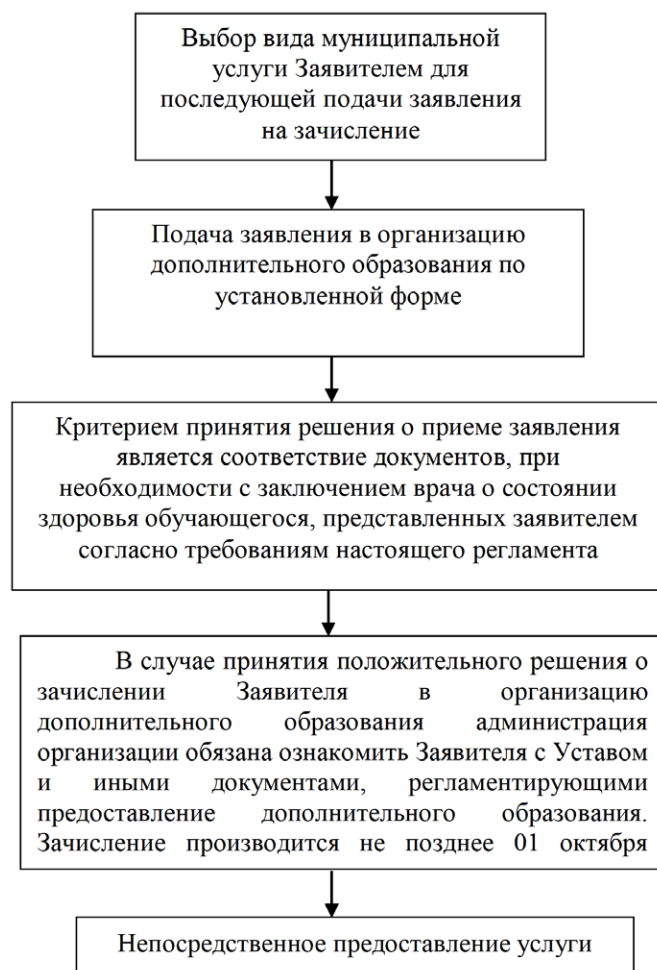 Выбор вида муниципальной
услуги Заявителем для
последующей подачи заявления
на зачисление
Подача заявления в организацию
дополнительного образования по
установленной форме
Критерием принятия решения о приеме заявления
является соответствие документов, при
необходимости с заключением врача о состоянии
здоровья обучающегося, представленных заявителем
согласно требованиям настоящего регламента
В случае принятия положительного решения о
зачислении Заявителя в организацию
дополнительного образования администрация
организации обязана ознакомить Заявителя с Уставом
и иными документами, регламентирующими
предоставление дополнительного образования.
Зачисление производится не позднее 01 октября
Непосредственное предоставление услуги